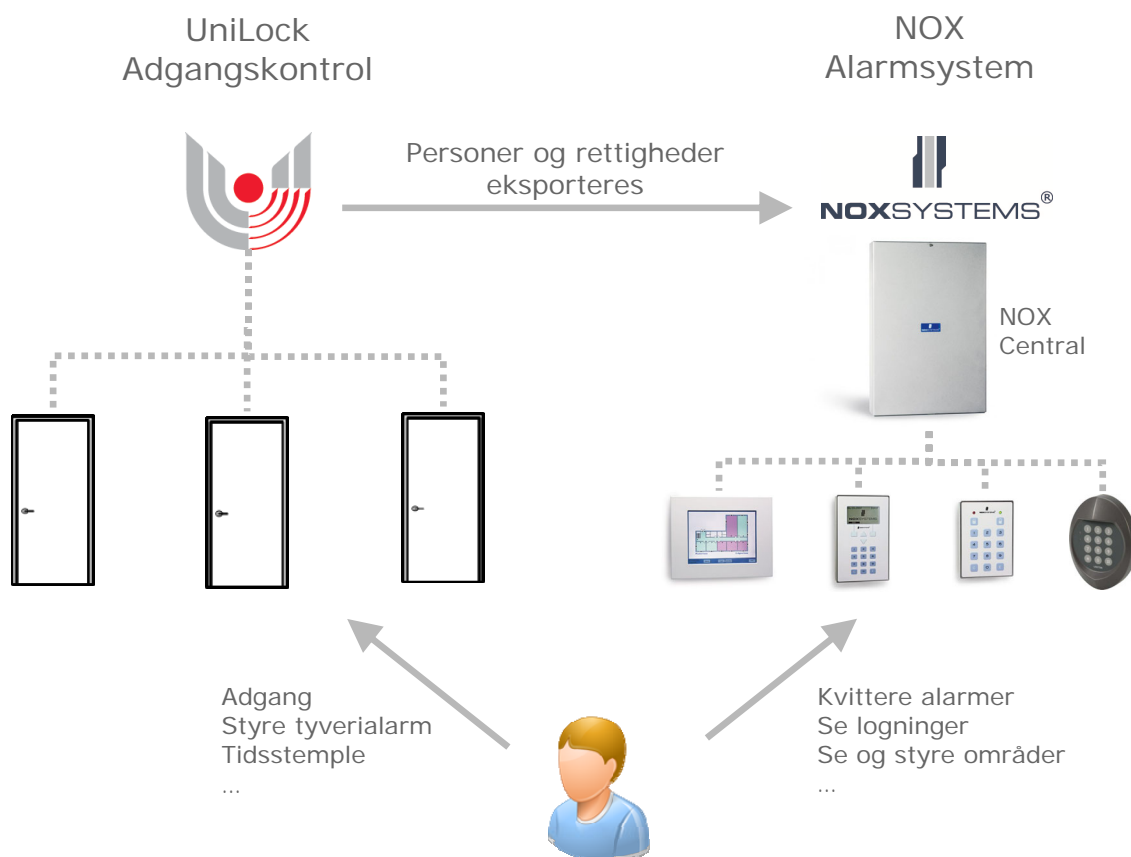 UniLock
Adgangskontrol
NOX
Alarmsystem
Personer og rettigheder
eksporteres
NOXSYSTEMS®
NOX
Central
Adgang
Styre tyverialarm
Tidsstemple
...
Kvittere alarmer
Se logninger
Se og styre områder
...